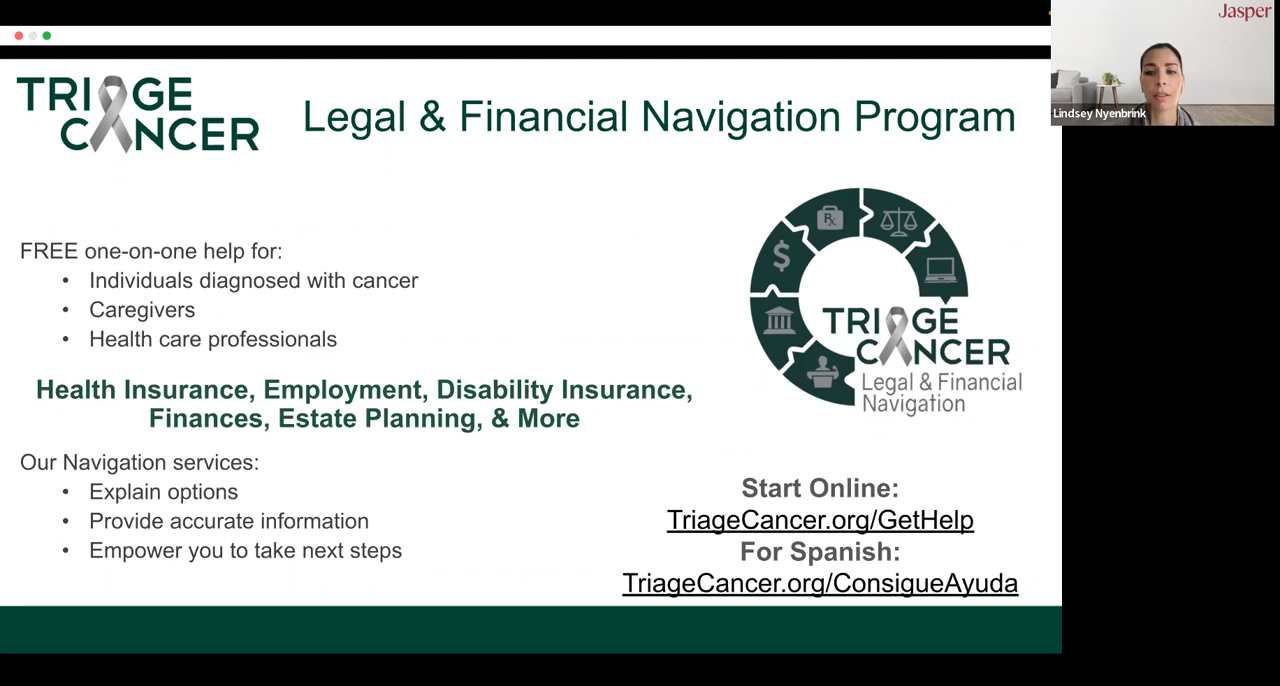 Jasper
Lindsey Nyenbrink
TRIAGE
CANCER
Legal & Financial Navigation Program
FREE one-on-one help for:
• Individuals diagnosed with cancer
• Caregivers
• Health care professionals
Health Insurance, Employment, Disability Insurance,
Finances, Estate Planning, & More
Our Navigation services:
• Explain options
• Provide accurate information
• Empower you to take next steps
$
Rx
TRIAGE
CANCER
Legal & Financial
Navigation
Start Online:
TriageCancer.org/GetHelp
For Spanish:
TriageCancer.org/ConsigueAyuda